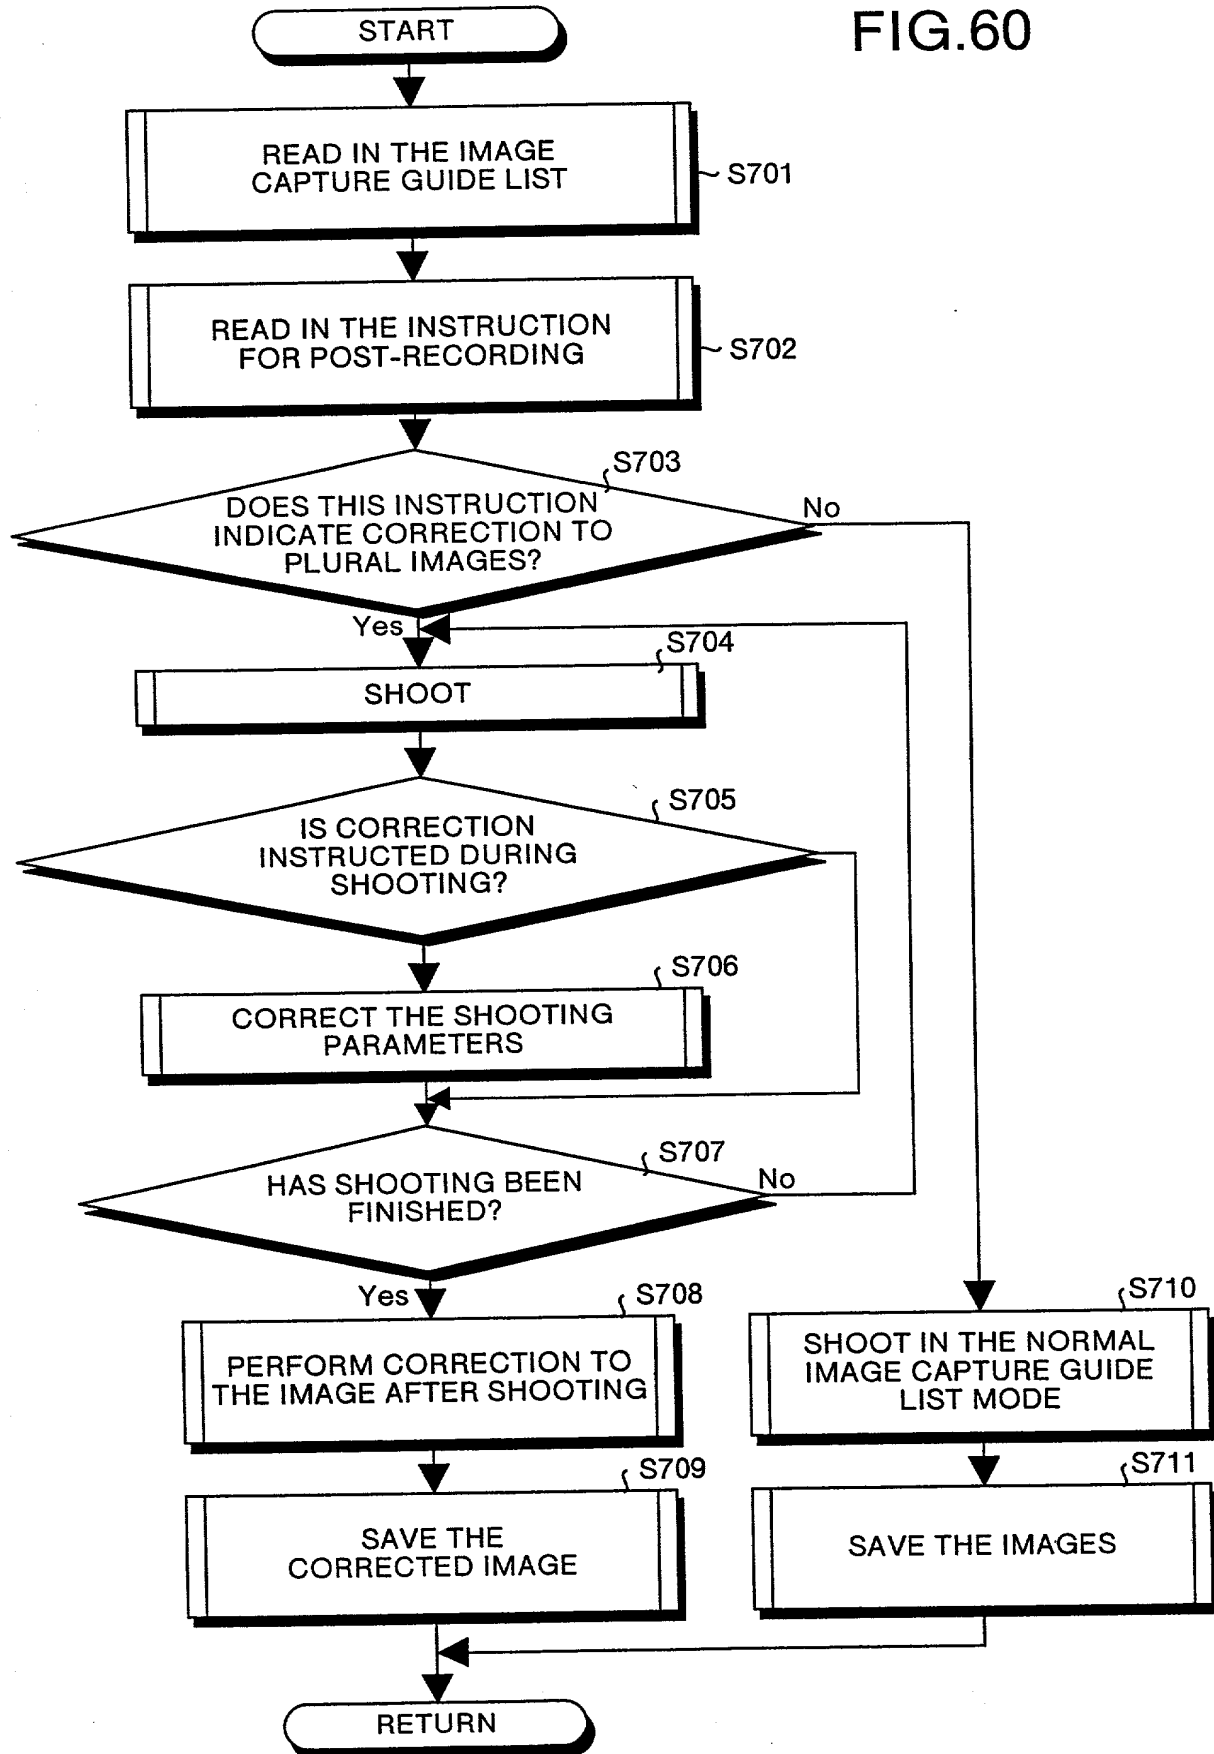 FIG.60
START
READ IN THE IMAGE
CAPTURE GUIDE LIST
S701
READ IN THE INSTRUCTION
FOR POST-RECORDING
S702
S703
DOES THIS INSTRUCTION
INDICATE CORRECTION TO
PLURAL IMAGES?
No
Yes
S704
SHOOT
S705
IS CORRECTION
INSTRUCTED DURING
SHOOTING?
S706
CORRECT THE SHOOTING
PARAMETERS
S707
HAS SHOOTING BEEN
FINISHED?
No
Yes
S708
PERFORM CORRECTION TO
THE IMAGE AFTER SHOOTING
S710
SHOOT IN THE NORMAL
IMAGE CAPTURE GUIDE
LIST MODE
S709
SAVE THE
CORRECTED IMAGE
S711
SAVE THE IMAGES
RETURN